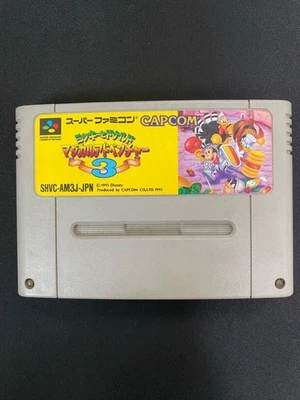 スーパーファミコン CAPCOM
ミッキーとドナルド
マジカルアドベンチャー
3
SHVC-AM3J-JPN
© 1995 Disney
Produced by CAPCOM CO.,LTD 1995